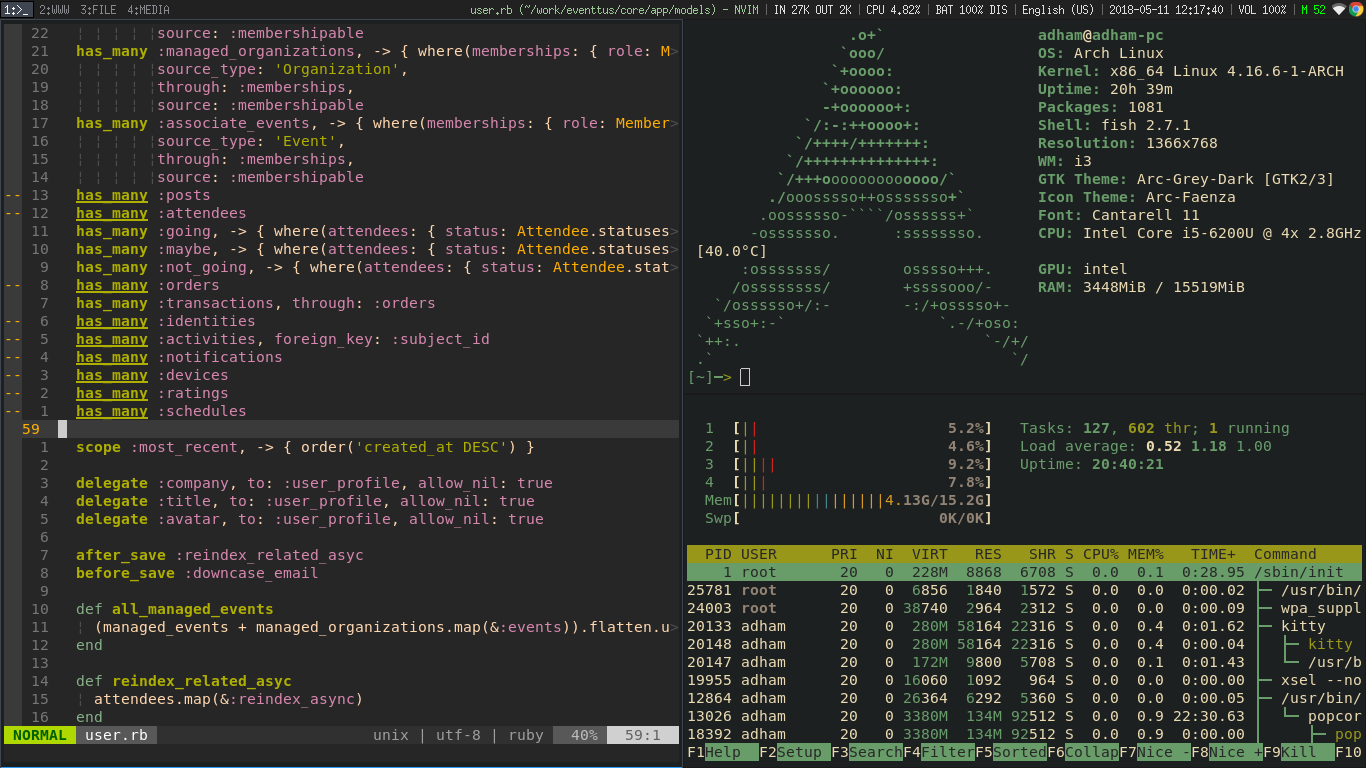 1:>_ 2:WWW 3:FILE 4:MEDIA
user.rb (~/work/eventtus/core/app/models) - NVIM | IN 27K OUT 2K | CPU 4.82% | BAT 100% DIS | English (US) | 2018-05-11 12:17:40 | VOL 100% | M 52
22 source: :membershipable
21 has_many :managed_organizations, -> { where(memberships: { role: M>
20 source_type: 'Organization',
19 through: :memberships,
18 source: :membershipable
17 has_many :associate_events, -> { where(memberships: { role: Member>
16 source_type: 'Event',
15 through: :memberships,
14 source: :membershipable
-- 13 has_many :posts
-- 12 has_many :attendees
11 has_many :going, -> { where(attendees: { status: Attendee.statuses>
10 has_many :maybe, -> { where(attendees: { status: Attendee.statuses>
9 has_many :not_going, -> { where(attendees: { status: Attendee.stat>
-- 8 has_many :orders
7 has_many :transactions, through: :orders
-- 6 has_many :identities
-- 5 has_many :activities, foreign_key: :subject_id
-- 4 has_many :notifications
-- 3 has_many :devices
-- 2 has_many :ratings
-- 1 has_many :schedules
59
1 scope :most_recent, -> { order('created_at DESC') }
2
3 delegate :company, to: :user_profile, allow_nil: true
4 delegate :title, to: :user_profile, allow_nil: true
5 delegate :avatar, to: :user_profile, allow_nil: true
6
7 after_save :reindex_related_asyc
8 before_save :downcase_email
9
10 def all_managed_events
11 (managed_events + managed_organizations.map(&:events)).flatten.u>
12 end
13
14 def reindex_related_asyc
15 attendees.map(&:reindex_async)
16 end
NORMAL user.rb unix | utf-8 | ruby 40% 59:1
.o+` adham@adham-pc
`ooo/ OS: Arch Linux
`+oooo: Kernel: x86_64 Linux 4.16.6-1-ARCH
`+oooooo: Uptime: 20h 39m
-+oooooo+: Packages: 1081
`/:-:++oooo+: Shell: fish 2.7.1
`/++++/+++++++: Resolution: 1366x768
`/++++++++++++++: WM: i3
`/+++ooooooooooooo/` GTK Theme: Arc-Grey-Dark [GTK2/3]
./ooosssso++osssssso+` Icon Theme: Arc-Faenza
.oossssso-````/ossssss+` Font: Cantarell 11
-osssssso. :ssssssso. CPU: Intel Core i5-6200U @ 4x 2.8GHz
[40.0°C]
:osssssss/ osssso+++. GPU: intel
/ossssssss/ +ssssooo/- RAM: 3448MiB / 15519MiB
`/ossssso+/:- -:/+osssso+-
`+sso+:-` `.-/+oso:
`++:. `-/+/
.` `/
[~]—>
1 [|| 5.2%] Tasks: 127, 602 thr; 1 running
2 [|| 4.6%] Load average: 0.52 1.18 1.00
3 [|||| 9.2%] Uptime: 20:40:21
4 [||| 7.8%]
Mem[||||||||||||||||4.13G/15.2G]
Swp[ 0K/0K]
PID USER PRI NI VIRT RES SHR S CPU% MEM% TIME+ Command
1 root 20 0 228M 8868 6708 S 0.0 0.1 0:28.95 /sbin/init
25781 root 20 0 6856 1840 1572 S 0.0 0.0 0:00.02 ├─ /usr/bin/
24003 root 20 0 38740 2964 2312 S 0.0 0.0 0:00.09 ├─ wpa_suppl
20133 adham 20 0 280M 58164 22316 S 0.0 0.4 0:01.62 ├─ kitty
20148 adham 20 0 280M 58164 22316 S 0.0 0.4 0:00.04 │ ├─ kitty
20147 adham 20 0 172M 9800 5708 S 0.0 0.1 0:01.43 │ └─ /usr/b
19955 adham 20 0 16060 1092 964 S 0.0 0.0 0:00.00 ├─ xsel --no
12864 adham 20 0 26364 6292 5360 S 0.0 0.0 0:00.05 ├─ /usr/bin/
13026 adham 20 0 3380M 134M 92512 S 0.0 0.9 22:30.63 │ └─ popcor
18392 adham 20 0 3380M 134M 92512 S 0.0 0.9 0:00.00 │ ├─ pop
F1Help F2Setup F3SearchF4FilterF5SortedF6CollapF7Nice -F8Nice +F9Kill F10